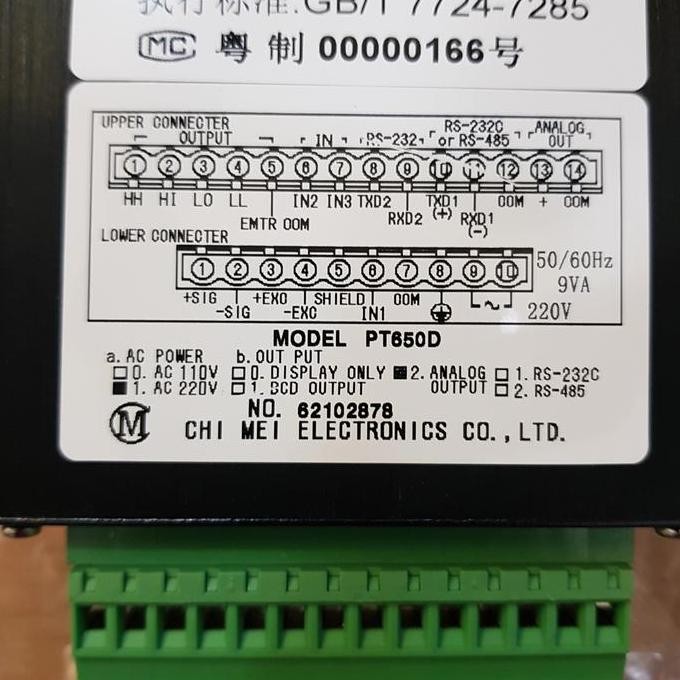 执行标准:GB/T 7724-7285
MC 粤 制 00000166号
UPPER CONNECTER
OUTPUT IN RS-232 RS-232C or RS-485 ANALOG OUT
1 2 3 4 5 6 7 8 9 10 11 12 13 14
HH HI LO LL EMTR OOM IN2 IN3 TXD2 RXD2 TXD1 (+) RXD1 (-) OOM + OOM
LOWER CONNECTER
1 2 3 4 5 6 7 8 9 10
+SIG -SIG +EXO -EXC SHIELD IN1 OOM ~
50/60Hz
9VA
220V
MODEL PT650D
a. AC POWER b. OUT PUT
0. AC 110V 0. DISPLAY ONLY 2. ANALOG OUTPUT 1. RS-232C
1. AC 220V 1. BCD OUTPUT 2. RS-485
NO. 62102878
M CHI MEI ELECTRONICS CO.,LTD.